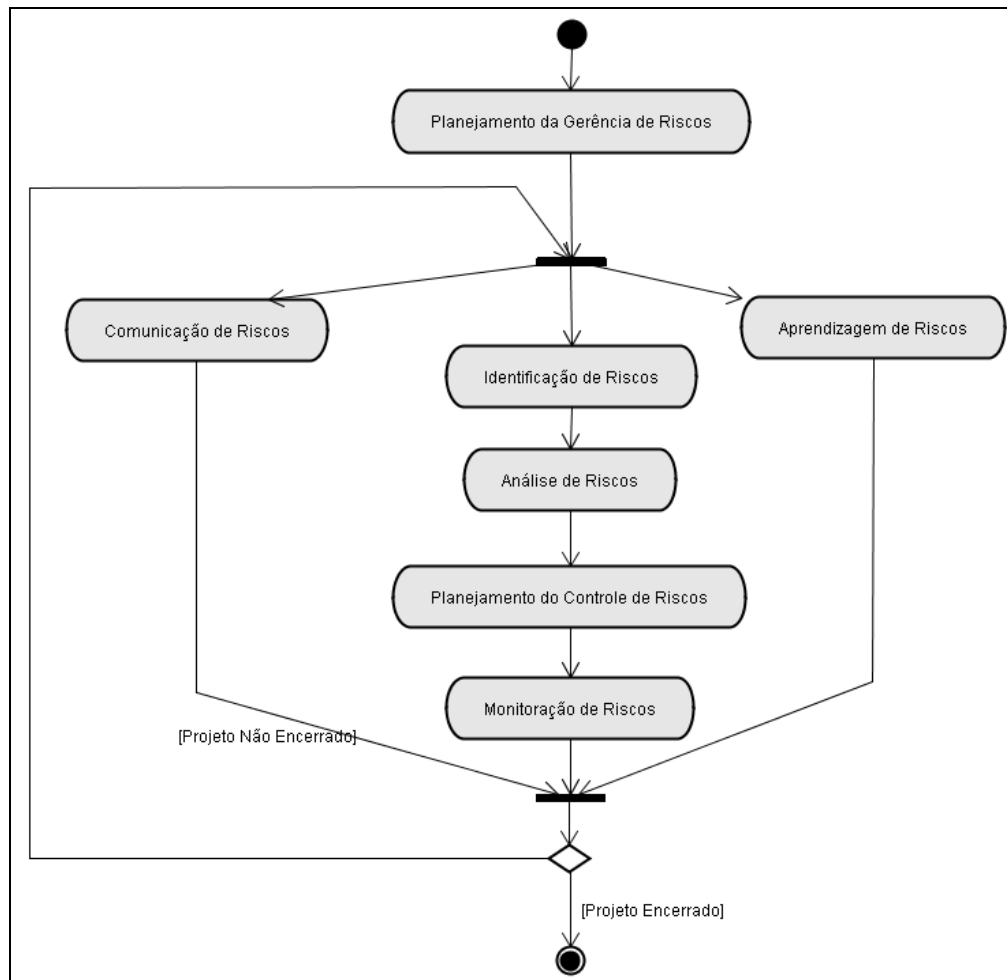 Planejamento da Gerência de Riscos
Comunicação de Riscos
Aprendizagem de Riscos
Identificação de Riscos
Análise de Riscos
Planejamento do Controle de Riscos
Monitoração de Riscos
[Projeto Não Encerrado]
[Projeto Encerrado]